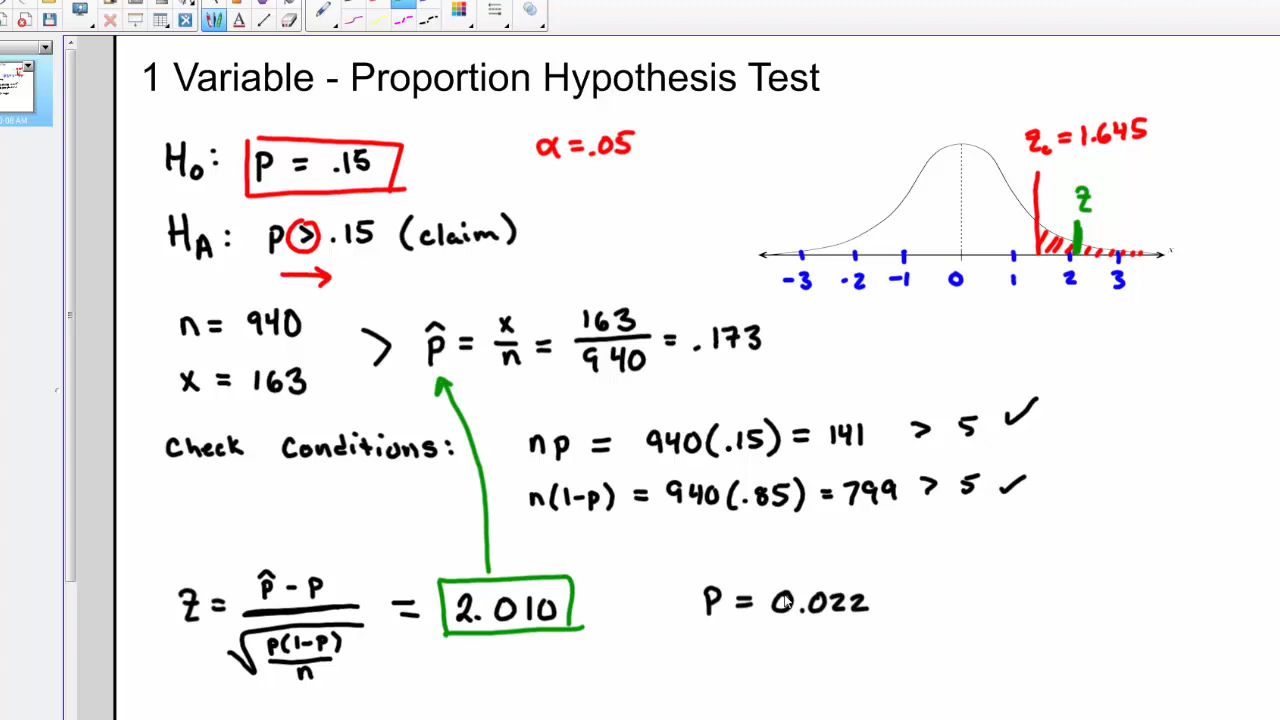 1 Variable - Proportion Hypothesis Test
H₀: p = .15
α = .05
z꜀ = 1.645
z
H_A: p > .15 (claim)
-3 -2 -1 0 1 2 3
n = 940
x = 163
> p̂ = x/n = 163/940 = .173
Check Conditions:
np = 940(.15) = 141 > 5 ✓
n(1-p) = 940(.85) = 799 > 5 ✓
z = (p̂ - p)/√(p(1-p)/n) = 2.010
P = 0.022